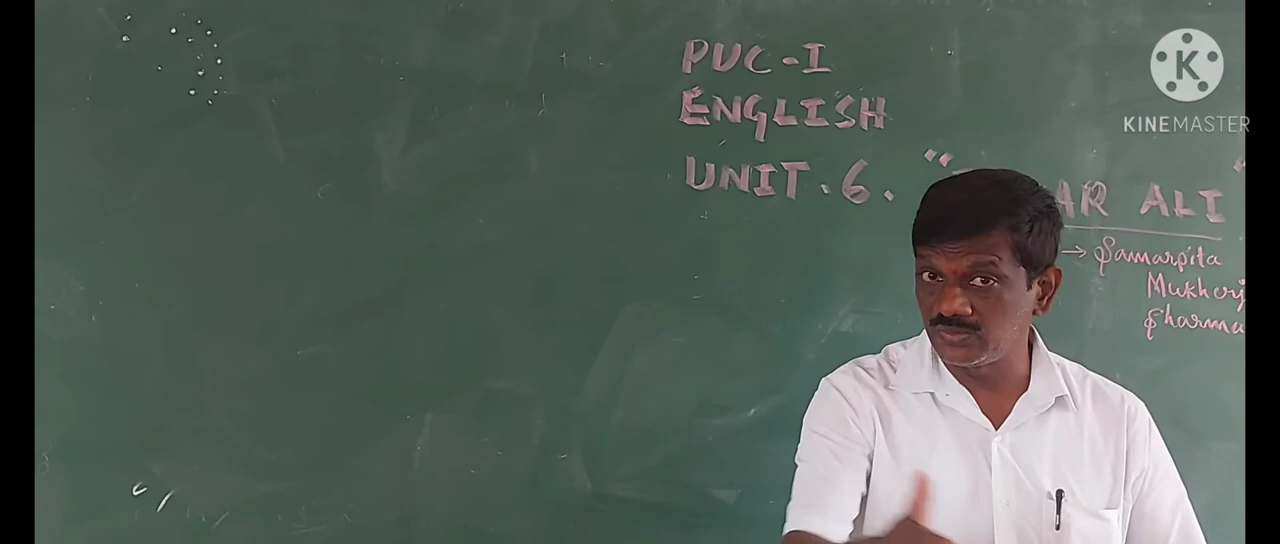 PUC-I
ENGLISH
UNIT.6. "AR ALI"
→ Samarpita
Mukherj
Sharma
K
KINEMASTER